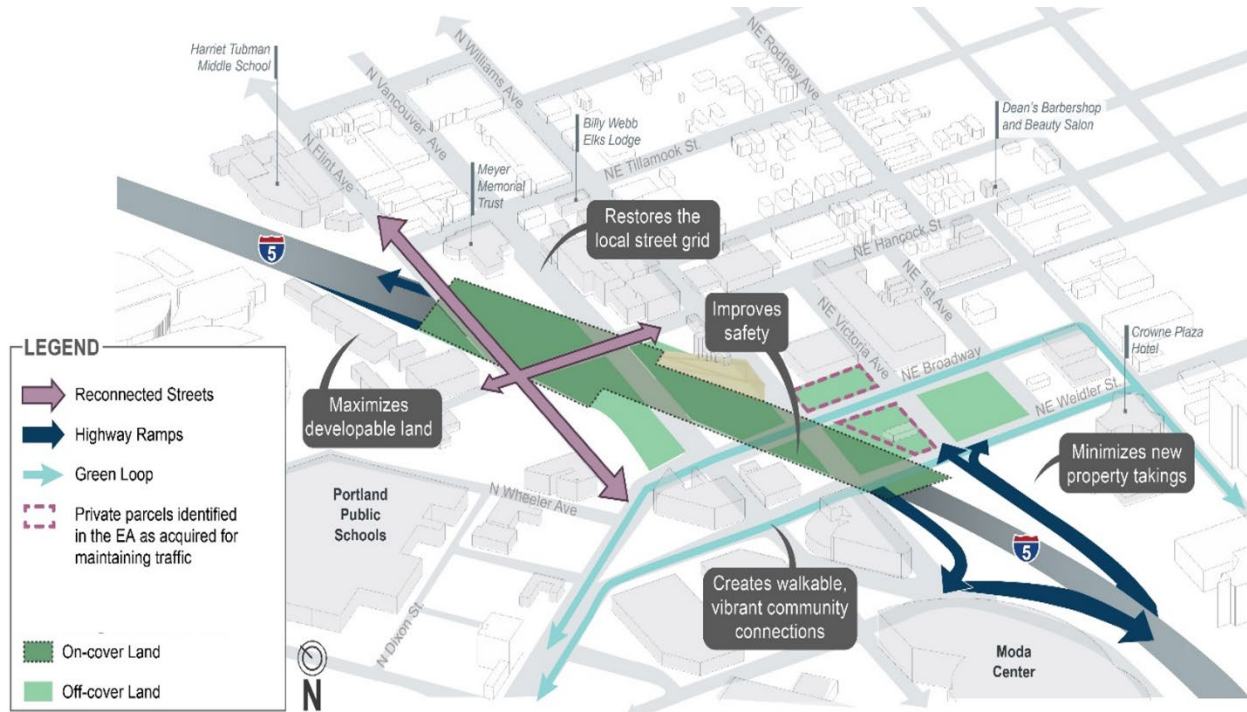 Harriet Tubman
Middle School
N Flint Ave
N Vancouver Ave
N Williams Ave
Meyer
Memorial
Trust
Billy Webb
Elks Lodge
NE Tillamook St.
NE Rodney Ave
Dean's Barbershop
and Beauty Salon
5
Restores the
local street grid
NE Hancock St.
NE 1st Ave
NE Victoria Ave
Improves
safety
NE Broadway
NE Weidler St.
Crowne Plaza
Hotel
Maximizes
developable land
Minimizes new
property takings
N Wheeler Ave
Portland
Public
Schools
N Dixon St.
Creates walkable,
vibrant community
connections
5
Moda
Center
LEGEND
Reconnected Streets
Highway Ramps
Green Loop
Private parcels identified
in the EA as acquired for
maintaining traffic
On-cover Land
Off-cover Land
N